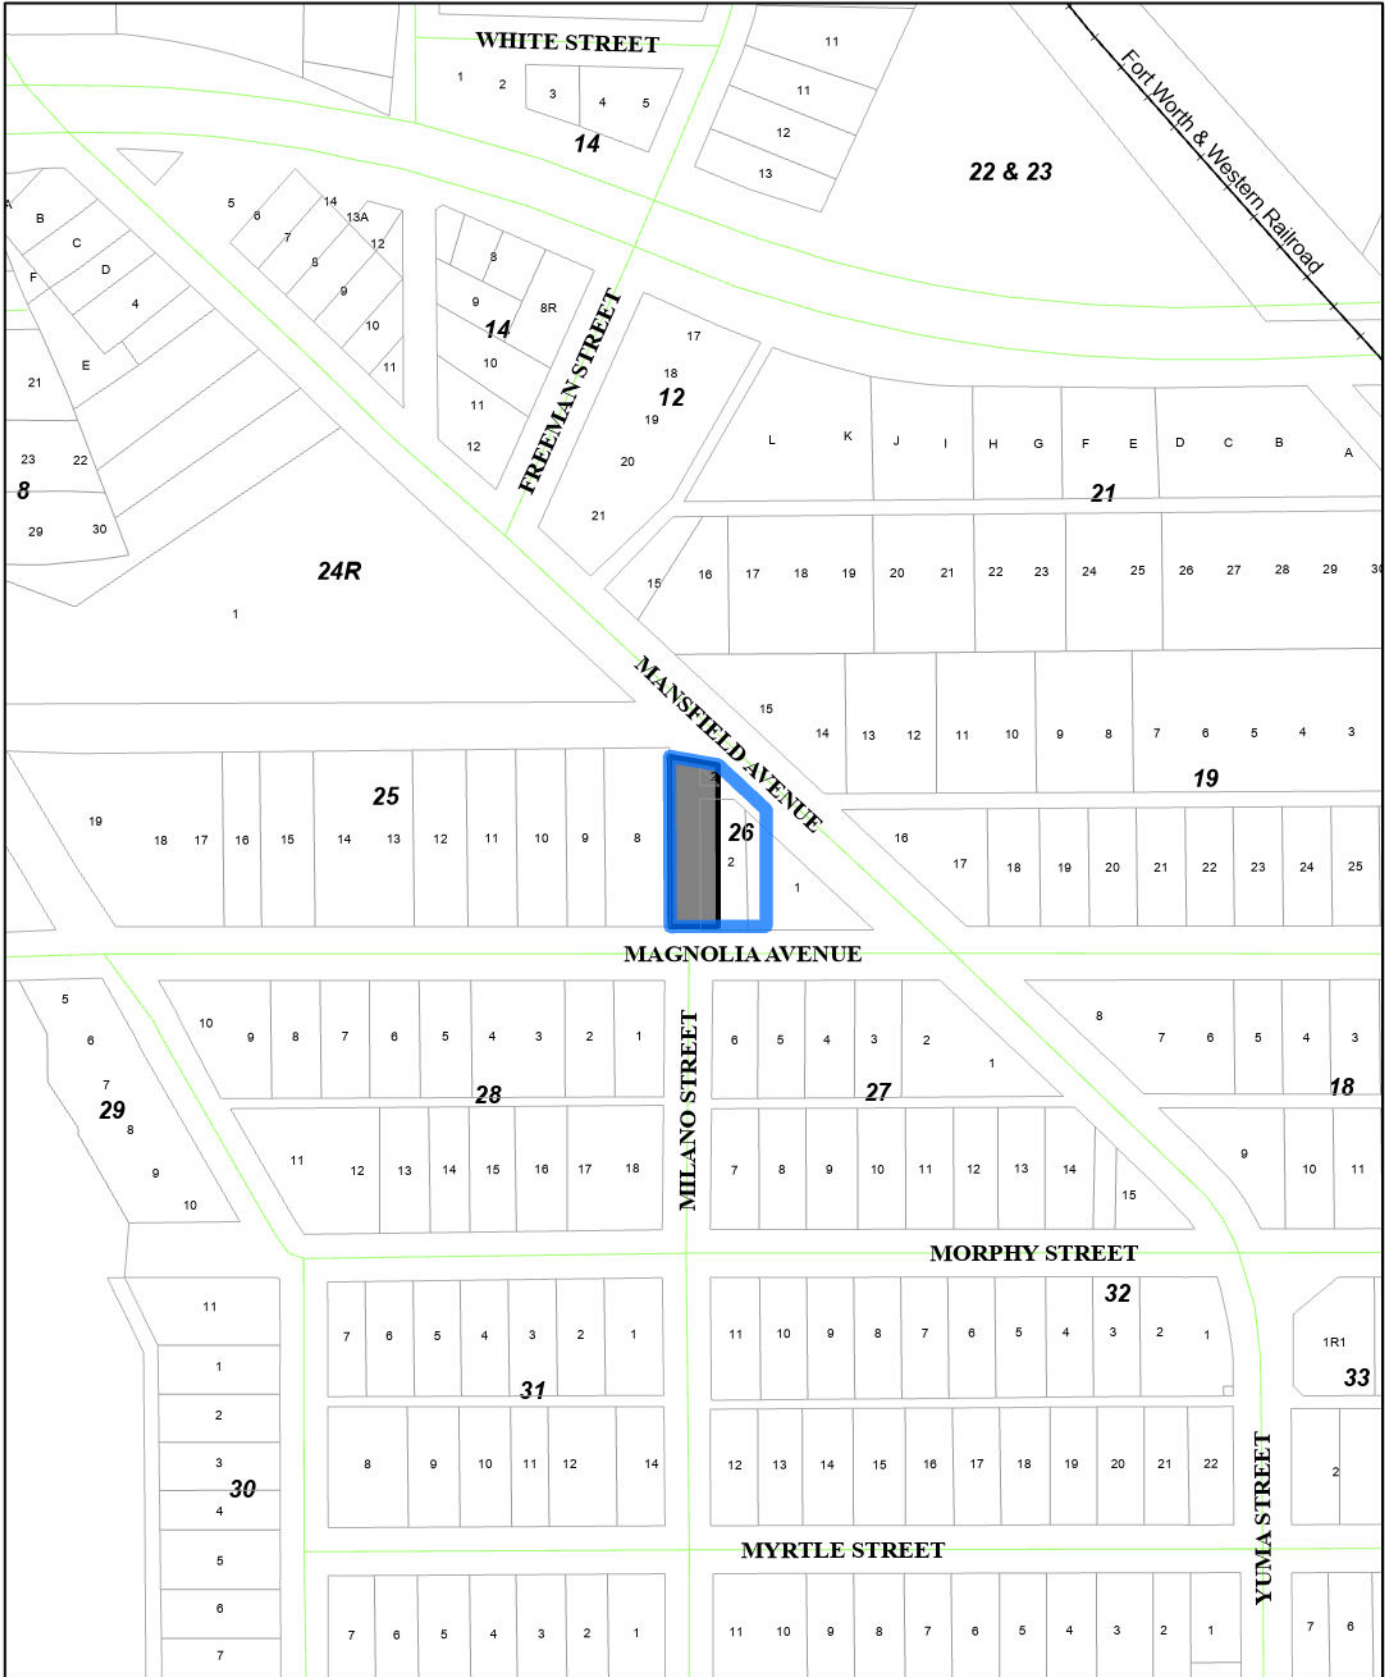 WHITE STREET
11
1 2 3 4 5
14
11
12
13
22 & 23
Fort Worth & Western Railroad
A
B
C
D
F
4
E
5 6 7 8 9 10 11
14
13A
12
8
9
8R
14
10
11
12
FREEMAN STREET
17
18
12
19
20
21
21
23 22
8
29 30
L K J I H G F E D C B A
21
24R
1
15 16 17 18 19 20 21 22 23 24 25 26 27 28 29
MANSFIELD AVENUE
15 14 13 12 11 10 9 8 7 6 5 4 3
19
25
19 18 17 16 15 14 13 12 11 10 9 8
2
26
2
1
16 17 18 19 20 21 22 23 24 25
MAGNOLIA AVENUE
5
6
7
29
8
9
10
10 9 8 7 6 5 4 3 2 1
28
11 12 13 14 15 16 17 18
MILANO STREET
6 5 4 3 2 1
27
7 8 9 10 11 12 13 14 15
8 7 6 5 4 3
18
9 10 11
MORPHY STREET
11
1
2
3
30
4
5
6
7
7 6 5 4 3 2 1
31
8 9 10 11 12 14
32
11 10 9 8 7 6 5 4 3 2 1
12 13 14 15 16 17 18 19 20 21 22
1R1
33
2
YUMA STREET
MYRTLE STREET
7 6 5 4 3 2 1
11 10 9 8 7 6 5 4 3 2 1
7 6